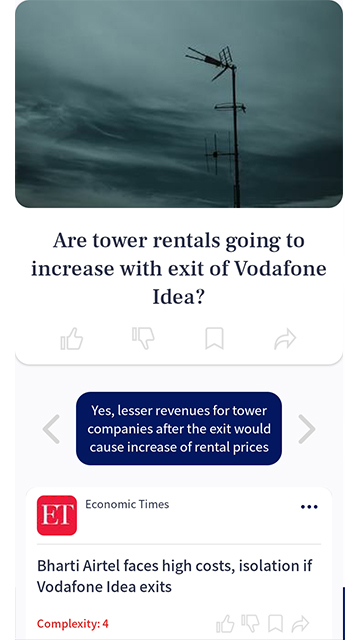 Are tower rentals going to
increase with exit of Vodafone
Idea?
Yes, lesser revenues for tower
companies after the exit would
cause increase of rental prices
ET
Economic Times
Bharti Airtel faces high costs, isolation if
Vodafone Idea exits
Complexity: 4